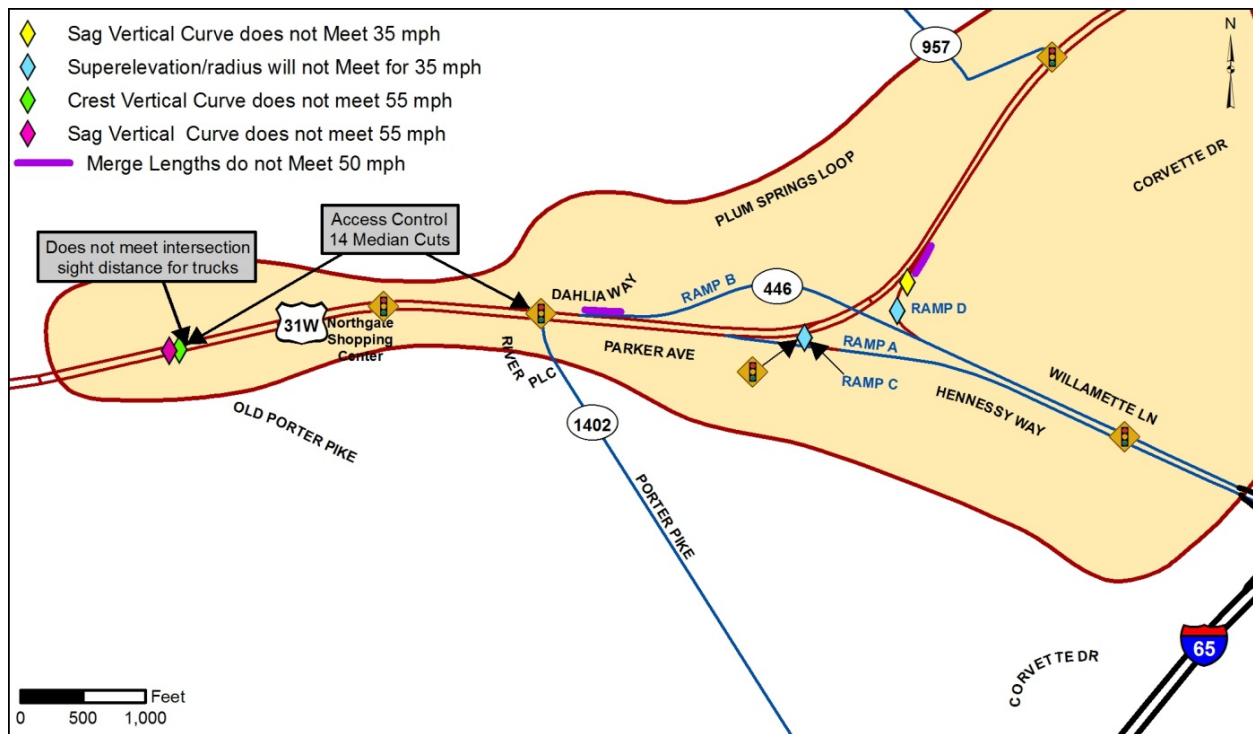 Sag Vertical Curve does not Meet 35 mph
Superelevation/radius will not Meet for 35 mph
Crest Vertical Curve does not meet 55 mph
Sag Vertical Curve does not meet 55 mph
Merge Lengths do not Meet 50 mph
957
N
CORVETTE DR
PLUM SPRINGS LOOP
Access Control
14 Median Cuts
Does not meet intersection
sight distance for trucks
DAHLIA WAY
RAMP B
446
RAMP D
31W
Northgate
Shopping
Center
RIVER PLC
PARKER AVE
RAMP A
RAMP C
HENNESSY WAY
WILLAMETTE LN
OLD PORTER PIKE
1402
PORTER PIKE
CORVETTE DR
65
Feet
0 500 1,000